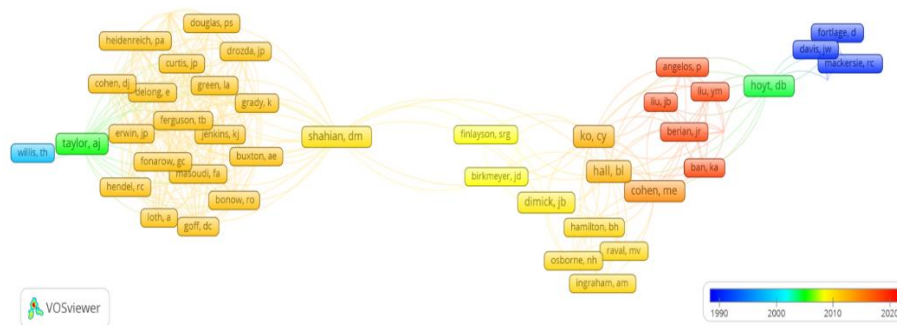 douglas, ps
heidenreich, pa
drozda, jp
curtis, jp
cohen, dj
delong, e
green, la
grady, k
ferguson, tb
erwin, jp
jenkins, kj
willis, th
taylor, aj
fonarow, gc
masoudi, fa
buxton, ae
hendel, rc
bonow, ro
loth, a
goff, dc
shahian, dm
finlayson, srg
birkmeyer, jd
dimick, jb
ko, cy
hall, bl
cohen, me
hamilton, bh
raval, mv
osborne, nh
ingraham, am
angelos, p
liu, jb
liu, ym
berian, jr
ban, ka
hoyt, db
fortlage, d
davis, jw
mackersie, rc
VOSviewer
1990 2000 2010 2020